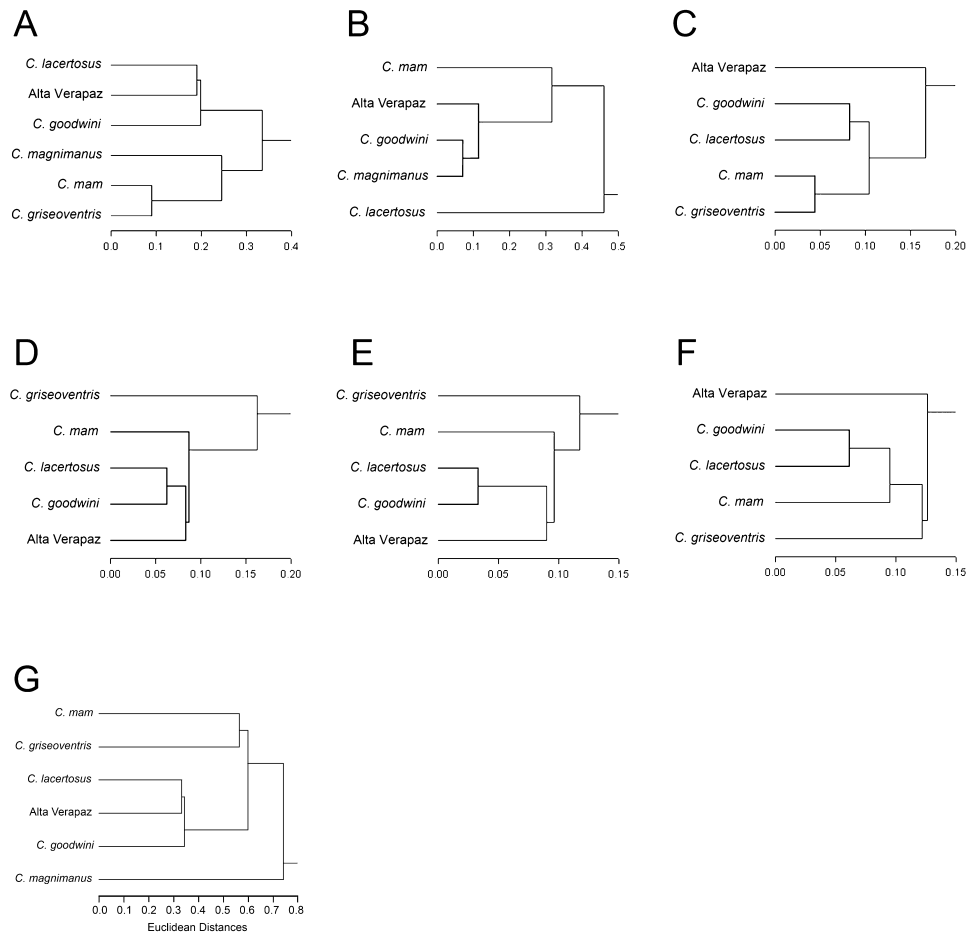 A
C. lacertosus
Alta Verapaz
C. goodwini
C. magnimanus
C. mam
C. griseoventris
0.0 0.1 0.2 0.3 0.4
B
C. mam
Alta Verapaz
C. goodwini
C. magnimanus
C. lacertosus
0.0 0.1 0.2 0.3 0.4 0.5
C
Alta Verapaz
C. goodwini
C. lacertosus
C. mam
C. griseoventris
0.00 0.05 0.10 0.15 0.20
D
C. griseoventris
C. mam
C. lacertosus
C. goodwini
Alta Verapaz
0.00 0.05 0.10 0.15 0.20
E
C. griseoventris
C. mam
C. lacertosus
C. goodwini
Alta Verapaz
0.00 0.05 0.10 0.15
F
Alta Verapaz
C. goodwini
C. lacertosus
C. mam
C. griseoventris
0.00 0.05 0.10 0.15
G
C. mam
C. griseoventris
C. lacertosus
Alta Verapaz
C. goodwini
C. magnimanus
0.0 0.1 0.2 0.3 0.4 0.5 0.6 0.7 0.8
Euclidean Distances